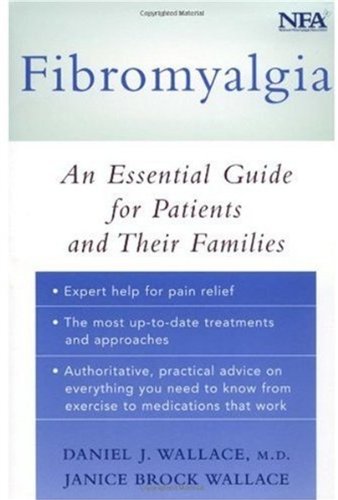 NFA
Fibromyalgia
An Essential Guide
for Patients
and Their Families
• Expert help for pain relief
• The most up-to-date treatments
and approaches
• Authoritative, practical advice on
everything you need to know from
exercise to medications that work
DANIEL J. WALLACE, M.D.
JANICE BROCK WALLACE